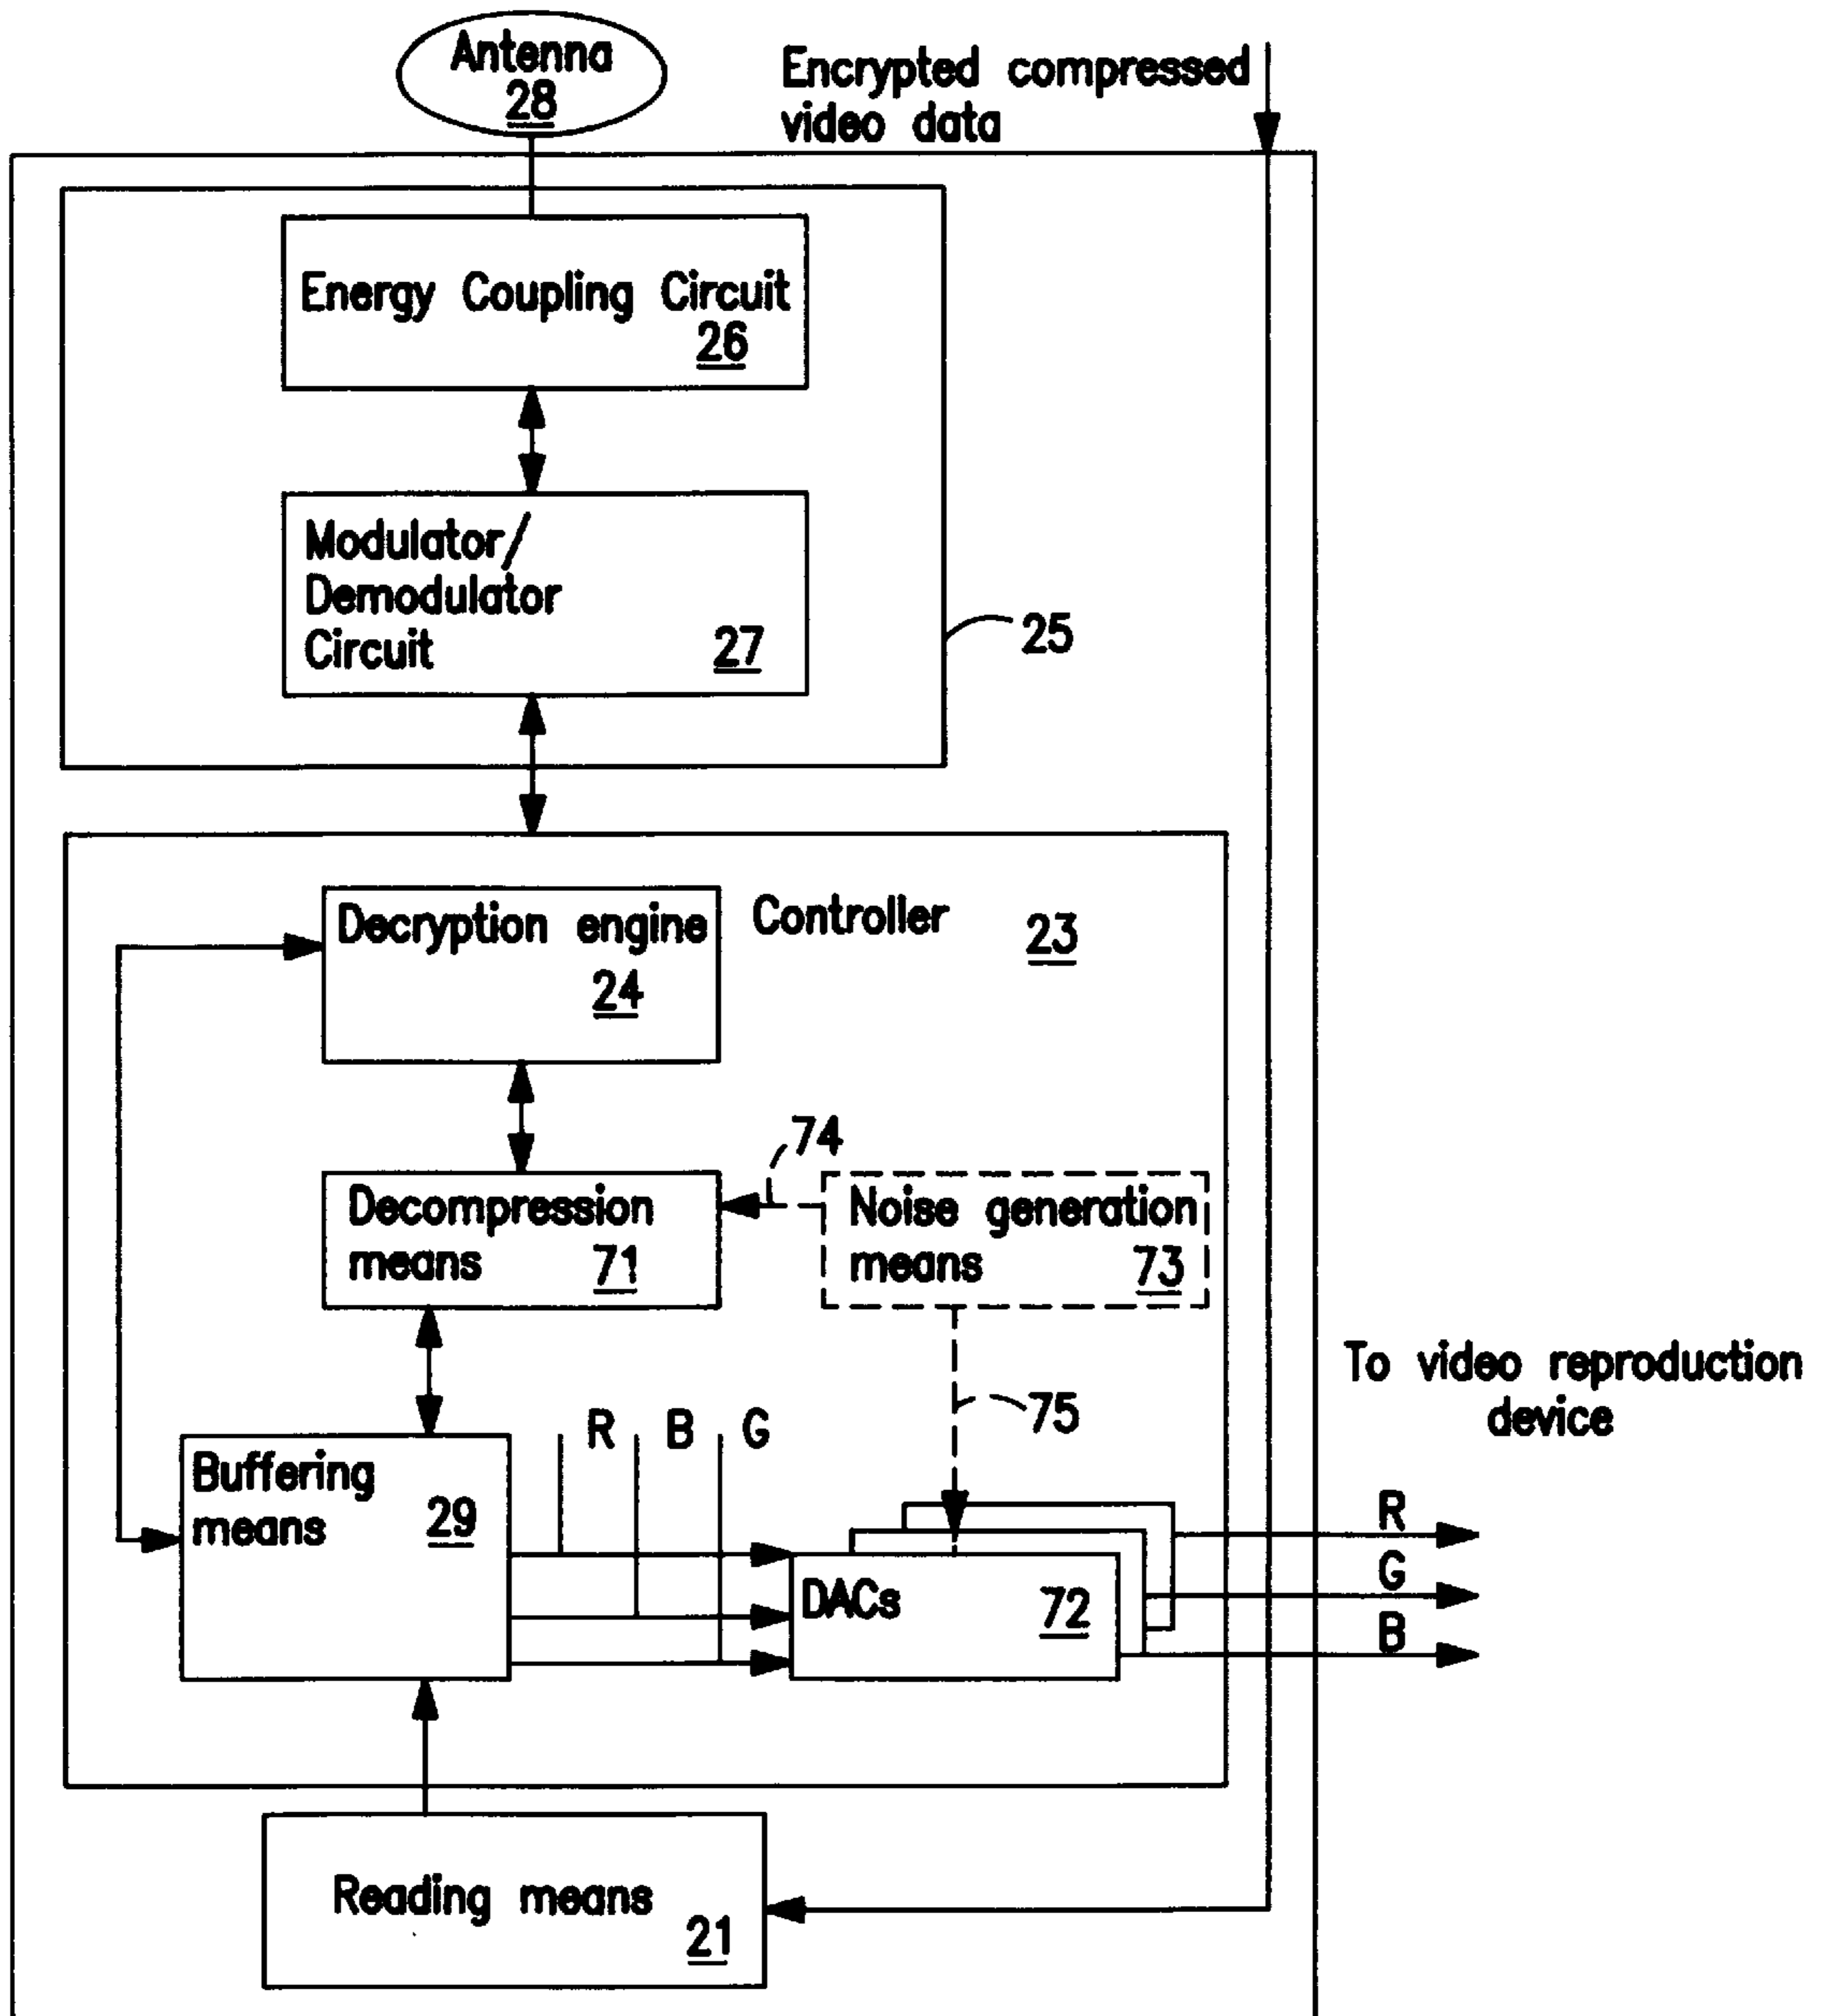 Antenna
28
Encrypted compressed
video data
Energy Coupling Circuit
26
Modulator/
Demodulator
Circuit
27
25
Decryption engine
24
Controller
23
74
Decompression
means
71
Noise generation
means
73
To video reproduction
device
75
R B G
Buffering
means
29
DACs
72
R
G
B
Reading means
21